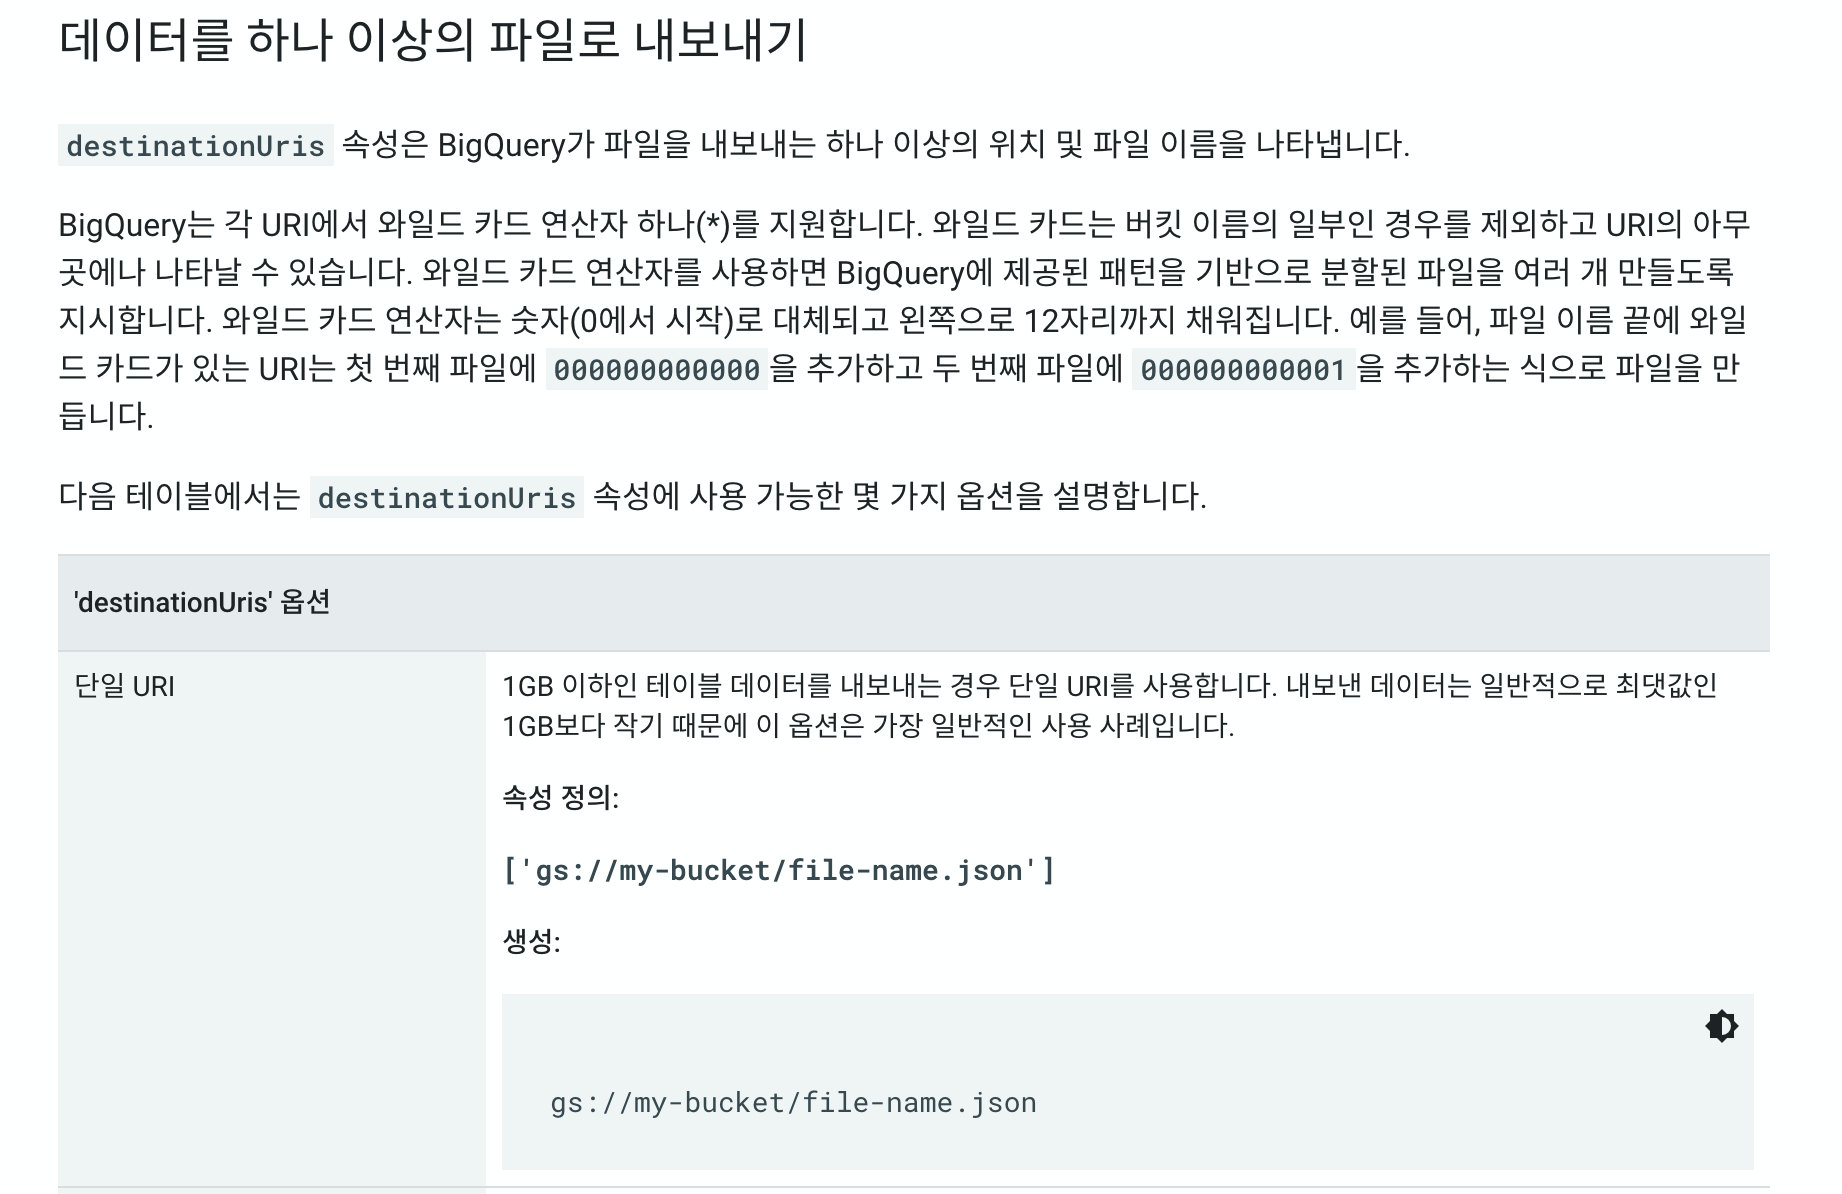 데이터를 하나 이상의 파일로 내보내기
destinationUris 속성은 BigQuery가 파일을 내보내는 하나 이상의 위치 및 파일 이름을 나타냅니다.
BigQuery는 각 URI에서 와일드 카드 연산자 하나(*)를 지원합니다. 와일드 카드는 버킷 이름의 일부인 경우를 제외하고 URI의 아무
곳에나 나타날 수 있습니다. 와일드 카드 연산자를 사용하면 BigQuery에 제공된 패턴을 기반으로 분할된 파일을 여러 개 만들도록
지시합니다. 와일드 카드 연산자는 숫자(0에서 시작)로 대체되고 왼쪽으로 12자리까지 채워집니다. 예를 들어, 파일 이름 끝에 와일
드 카드가 있는 URI는 첫 번째 파일에 000000000000을 추가하고 두 번째 파일에 000000000001을 추가하는 식으로 파일을 만
듭니다.
다음 테이블에서는 destinationUris 속성에 사용 가능한 몇 가지 옵션을 설명합니다.
'destinationUris' 옵션
단일 URI
1GB 이하인 테이블 데이터를 내보내는 경우 단일 URI를 사용합니다. 내보낸 데이터는 일반적으로 최댓값인
1GB보다 작기 때문에 이 옵션은 가장 일반적인 사용 사례입니다.
속성 정의:
['gs://my-bucket/file-name.json']
생성:
gs://my-bucket/file-name.json